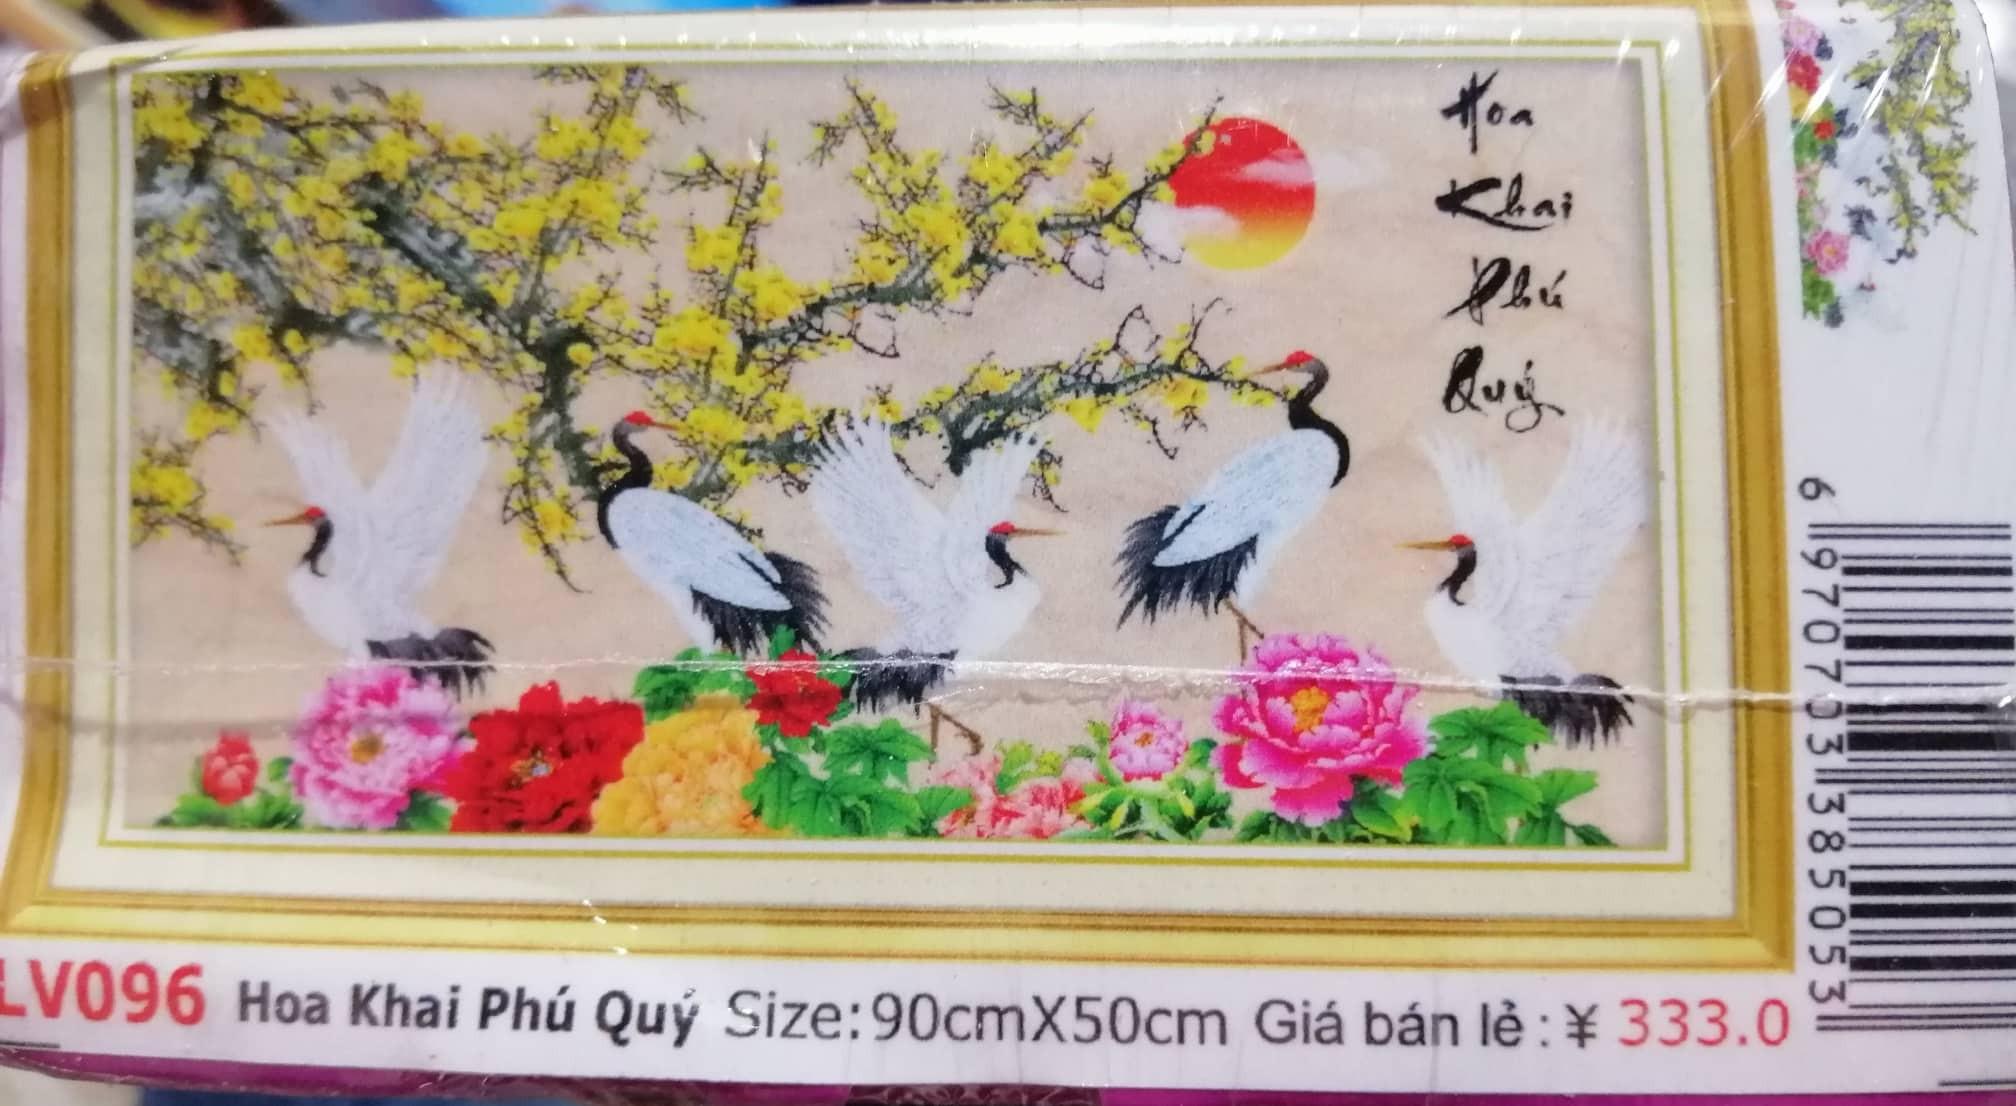 Hoa
Khai
Phú
Quý
6970703385053
LV096 Hoa Khai Phú Quý Size:90cmX50cm Giá bán lẻ : ¥ 333.0